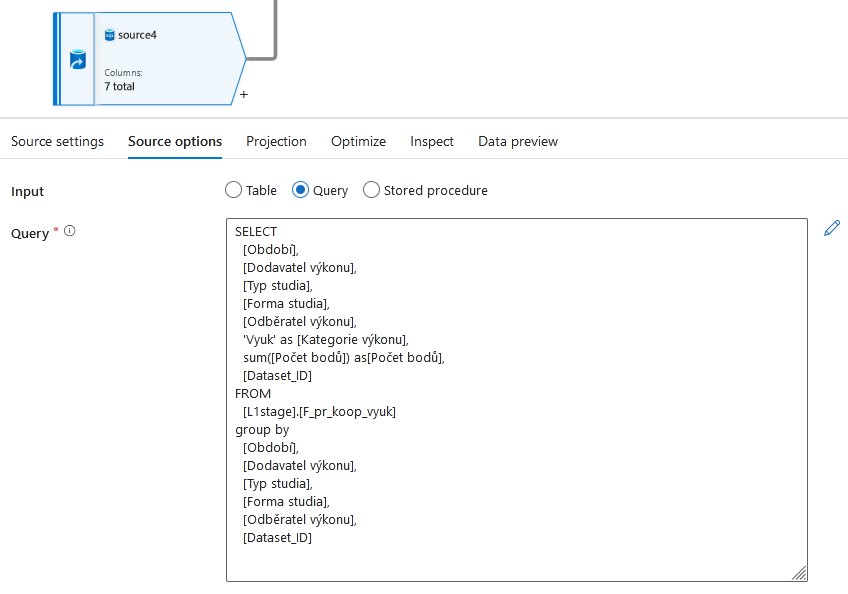 source4
Columns:
7 total
+
Source settings Source options Projection Optimize Inspect Data preview
Input Table Query Stored procedure
Query *
SELECT
[Období],
[Dodavatel výkonu],
[Typ studia],
[Forma studia],
[Odběratel výkonu],
'Vyuk' as [Kategorie výkonu],
sum([Počet bodů]) as[Počet bodů],
[Dataset_ID]
FROM
[L1stage].[F_pr_koop_vyuk]
group by
[Období],
[Dodavatel výkonu],
[Typ studia],
[Forma studia],
[Odběratel výkonu],
[Dataset_ID]